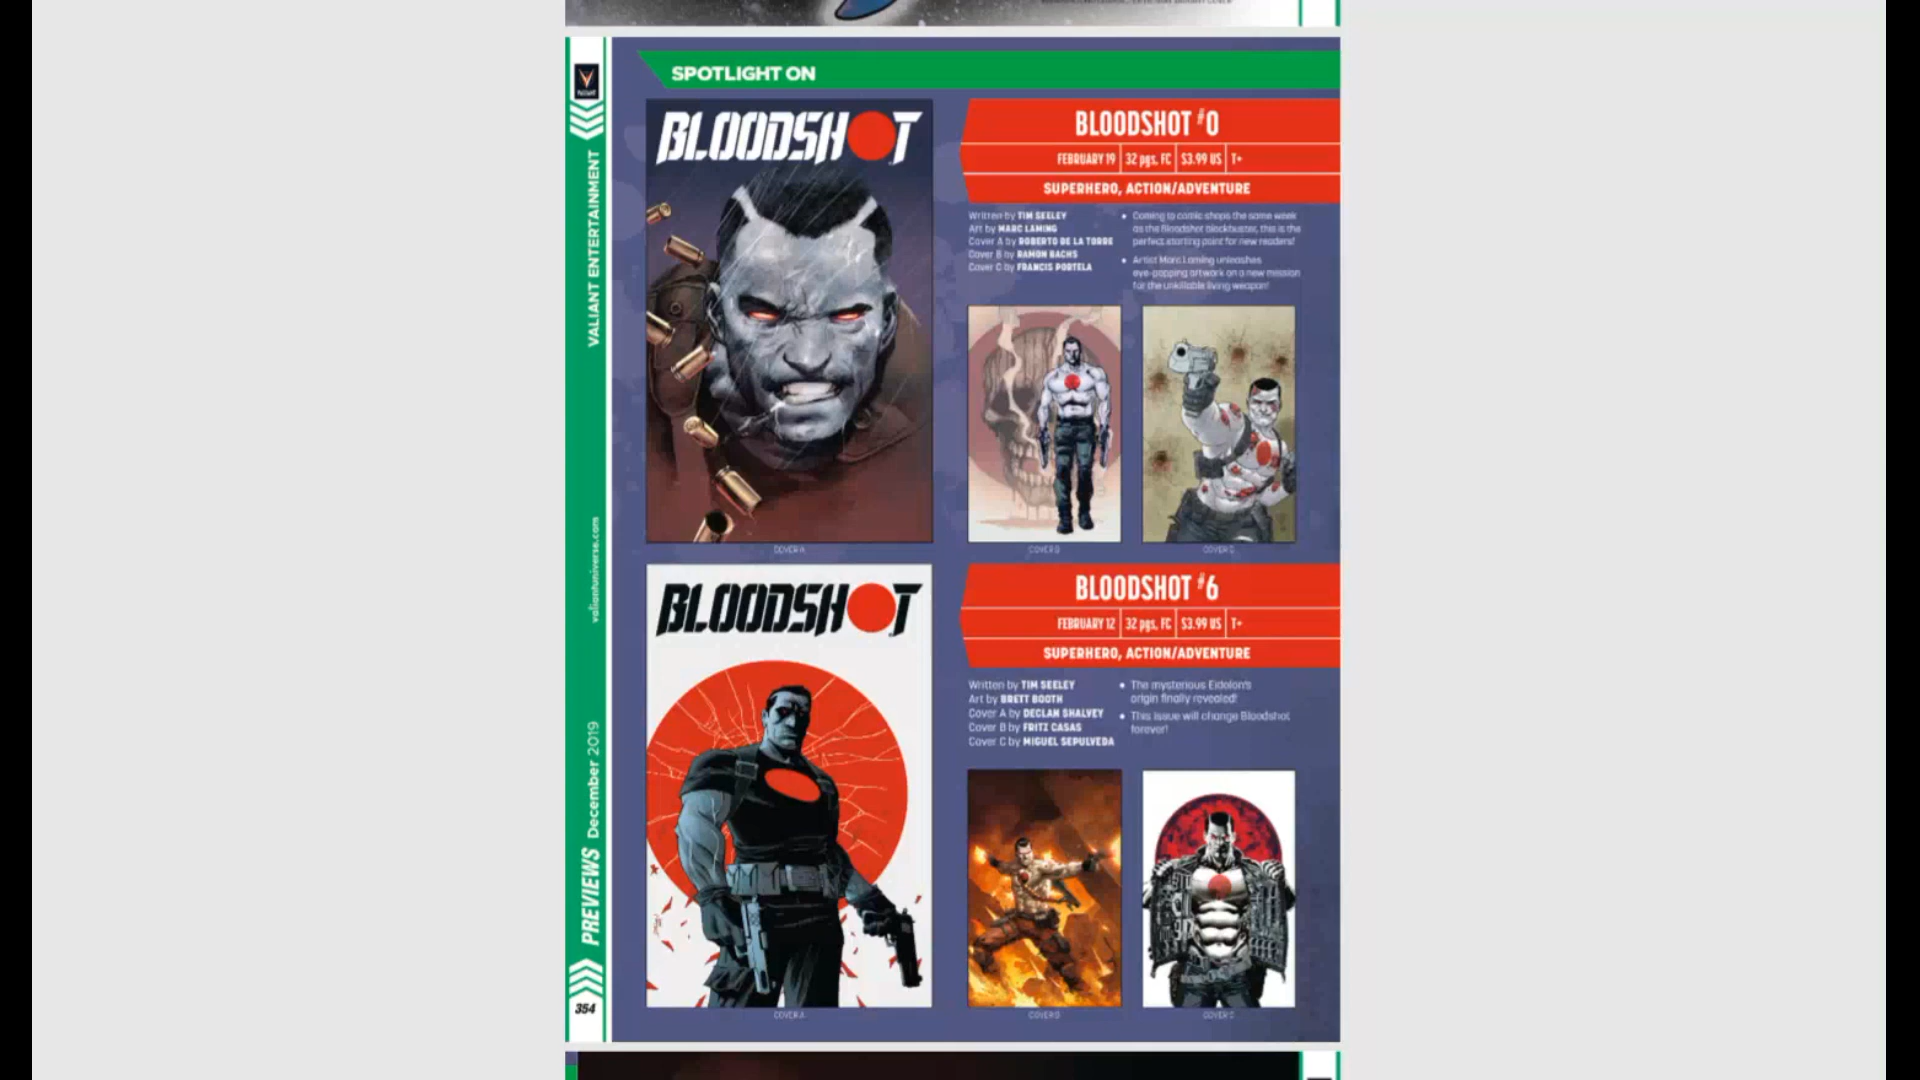 SPOTLIGHT ON
VALIANT ENTERTAINMENT
valiantuniverse.com
PREVIEWS December 2019
354
BLOODSHOT
COVER A
BLOODSHOT #0
FEBRUARY 19 32 pgs, FC $3.99 US T+
SUPERHERO, ACTION/ADVENTURE
Written by TIM SEELEY
Art by MARC LAMING
Cover A by ROBERTO DE LA TORRE
Cover B by RAMON BACHS
Cover C by FRANCIS PORTELA
• Coming to comic shops the same week
as the Bloodshot blockbuster, this is the
perfect starting point for new readers!
• Artist Marc Laming unleashes
eye-popping artwork on a new mission
for the unkillable living weapon!
COVER B
COVER C
BLOODSHOT
COVER A
BLOODSHOT #6
FEBRUARY 12 32 pgs, FC $3.99 US T+
SUPERHERO, ACTION/ADVENTURE
Written by TIM SEELEY
Art by BRETT BOOTH
Cover A by DECLAN SHALVEY
Cover B by FRITZ CASAS
Cover C by MIGUEL SEPULVEDA
• The mysterious Eidolon's
origin finally revealed!
• This issue will change Bloodshot
forever!
COVER B
COVER C